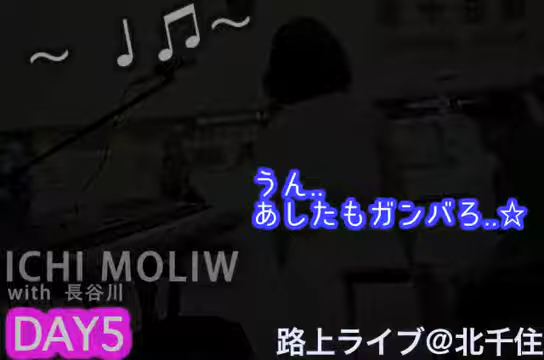 ～ ♩♫～
うん..
あしたもガンバろ..☆
ICHI MOLIW
with 長谷川
DAY5
路上ライブ@北千住